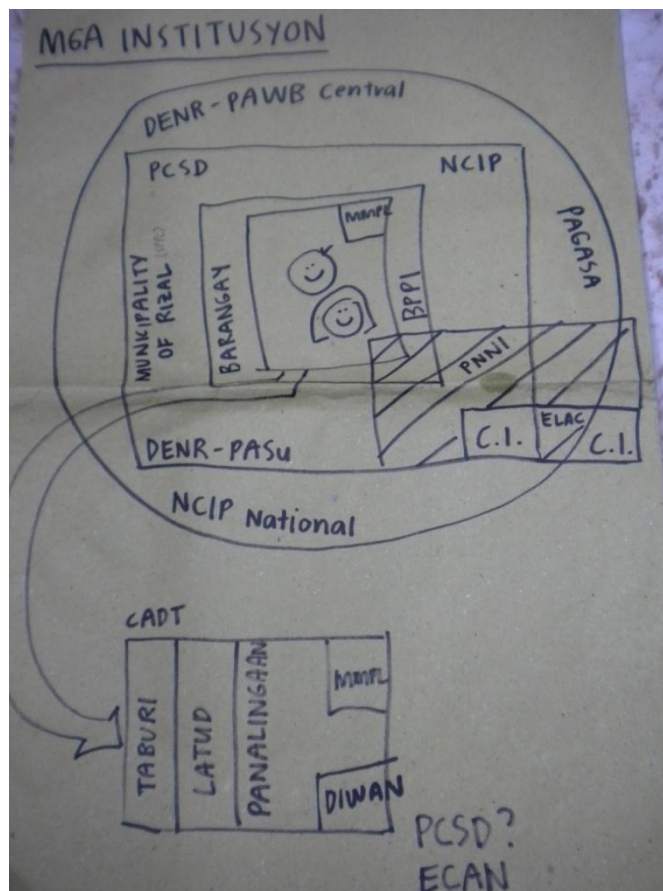 MGA INSTITUSYON
DENR-PAWB Central
PCSD
NCIP
PAGASA
MMPL
MUNKIPALITY
OF RIZAL
BARANGAY
BPPI
PNNI
ELAC
C.I.
C.I.
DENR-PASu
NCIP National
CADT
TABURI
LATUD
PANALINGAAN
MMPL
DIWAN
PCSD?
ECAN